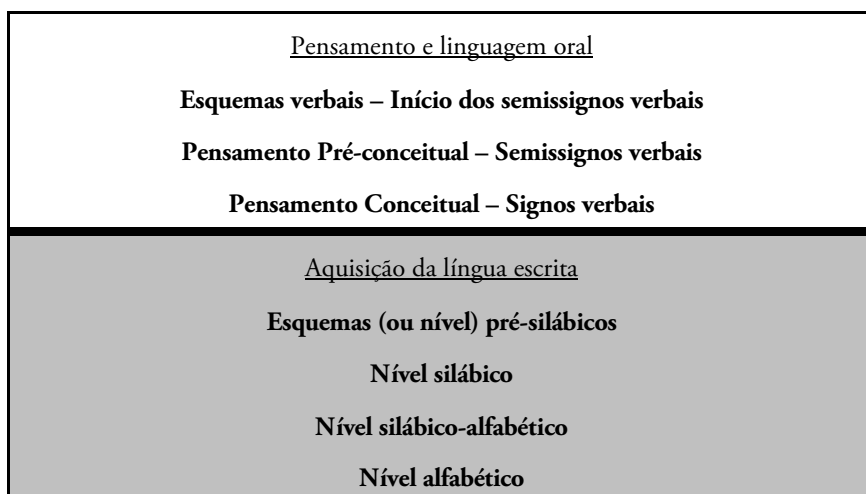 Pensamento e linguagem oral
Esquemas verbais – Início dos semissignos verbais
Pensamento Pré-conceitual – Semissignos verbais
Pensamento Conceitual – Signos verbais
Aquisição da língua escrita
Esquemas (ou nível) pré-silábicos
Nível silábico
Nível silábico-alfabético
Nível alfabético